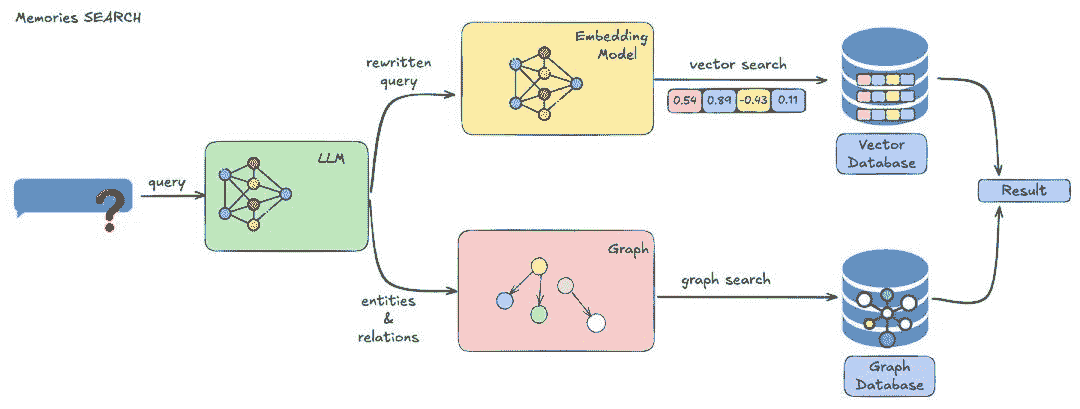 Memories SEARCH
query
LLM
rewritten
query
Embedding
Model
vector search
0.54 0.89 -0.43 0.11
Vector
Database
entities
&
relations
Graph
graph search
Graph
Database
Result
?